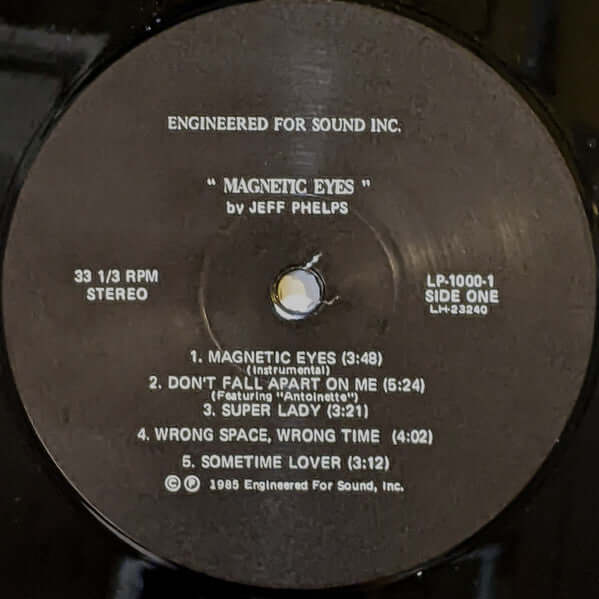 ENGINEERED FOR SOUND INC.
" MAGNETIC EYES "
by JEFF PHELPS
33 1/3 RPM
STEREO
LP-1000-1
SIDE ONE
LH-23240
1. MAGNETIC EYES (3:48)
(Instrumental)
2. DON'T FALL APART ON ME (5:24)
(Featuring "Antoinette")
3. SUPER LADY (3:21)
4. WRONG SPACE, WRONG TIME (4:02)
5. SOMETIME LOVER (3:12)
© ℗ 1985 Engineered For Sound, Inc.